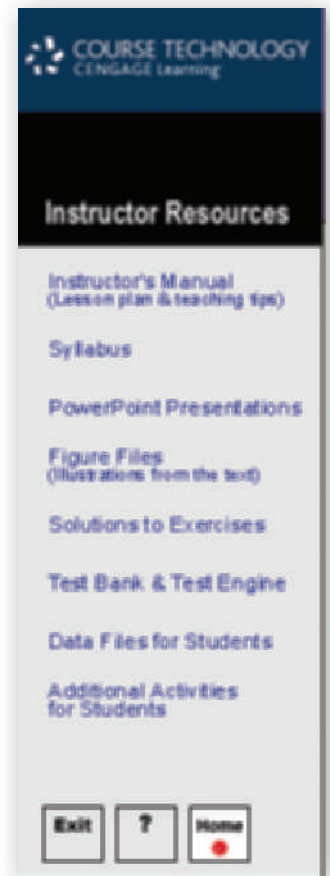 COURSE TECHNOLOGY
CENGAGE Learning
Instructor Resources
Instructor's Manual
(Lesson plan & teaching tips)
Syllabus
PowerPoint Presentations
Figure Files
(Illustrations from the text)
Solutions to Exercises
Test Bank & Test Engine
Data Files for Students
Additional Activities
for Students
Exit ? Home